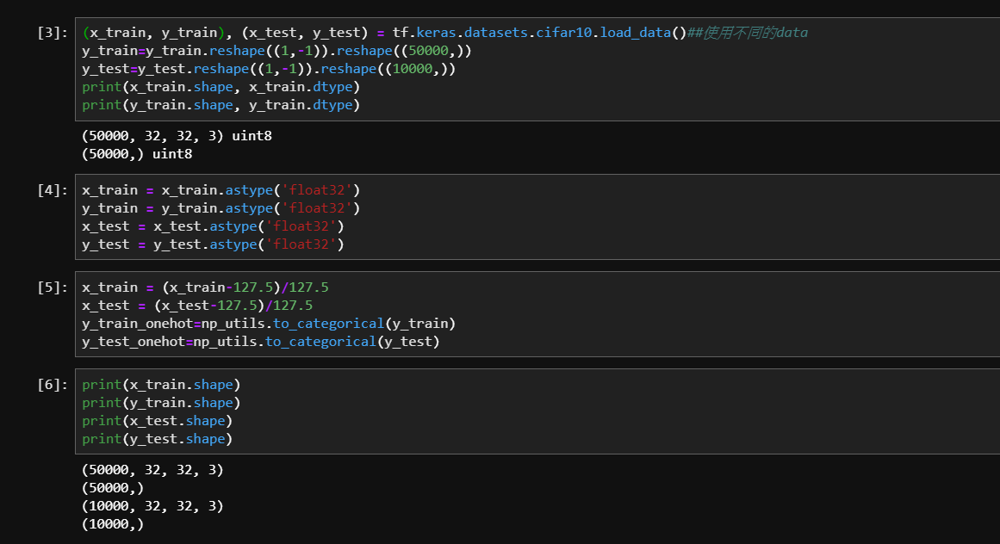 [3]: (x_train, y_train), (x_test, y_test) = tf.keras.datasets.cifar10.load_data()##使用不同的data
y_train=y_train.reshape((1,-1)).reshape((50000,))
y_test=y_test.reshape((1,-1)).reshape((10000,))
print(x_train.shape, x_train.dtype)
print(y_train.shape, y_train.dtype)
(50000, 32, 32, 3) uint8
(50000,) uint8
[4]: x_train = x_train.astype('float32')
y_train = y_train.astype('float32')
x_test = x_test.astype('float32')
y_test = y_test.astype('float32')
[5]: x_train = (x_train-127.5)/127.5
x_test = (x_test-127.5)/127.5
y_train_onehot=np_utils.to_categorical(y_train)
y_test_onehot=np_utils.to_categorical(y_test)
[6]: print(x_train.shape)
print(y_train.shape)
print(x_test.shape)
print(y_test.shape)
(50000, 32, 32, 3)
(50000,)
(10000, 32, 32, 3)
(10000,)